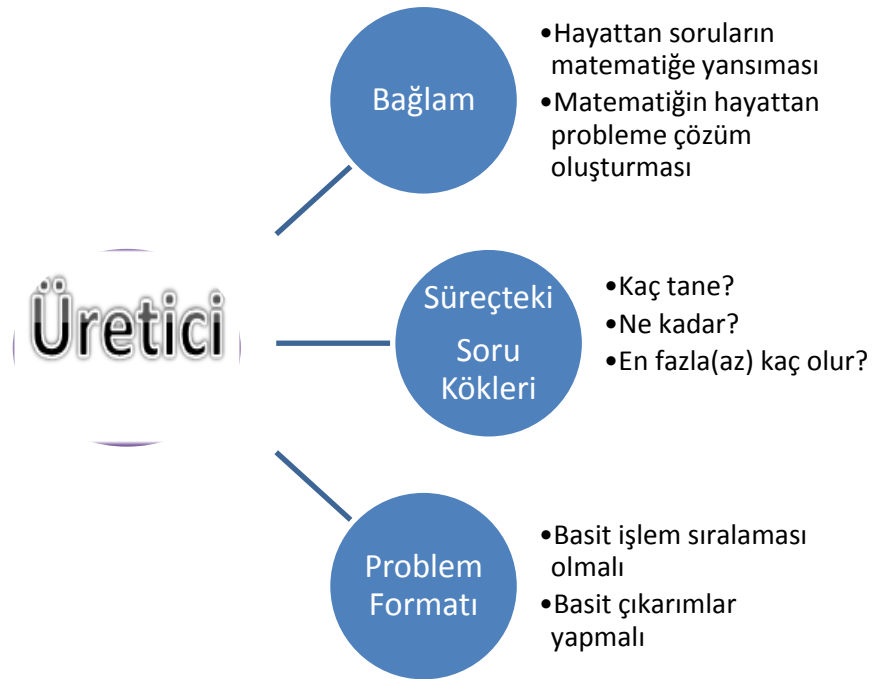 Üretici
Bağlam
•Hayattan soruların
matematiğe yansıması
•Matematiğin hayattan
probleme çözüm
oluşturması
Süreçteki
Soru
Kökleri
•Kaç tane?
•Ne kadar?
•En fazla(az) kaç olur?
Problem
Formatı
•Basit işlem sıralaması
olmalı
•Basit çıkarımlar
yapmalı